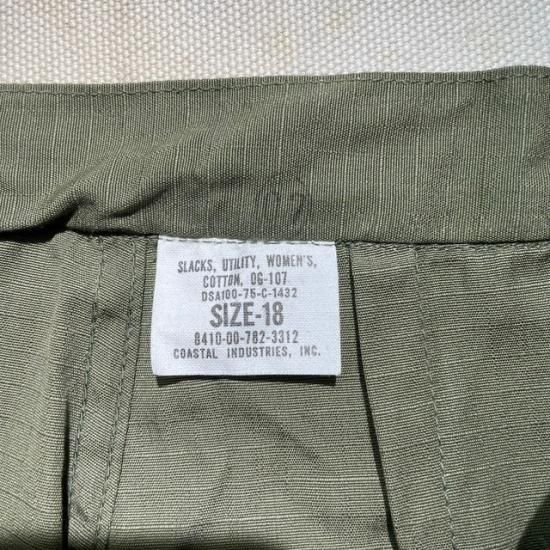 SLACKS, UTILITY, WOMEN'S,
COTTON, OG-107
DSA100-75-C-1432
SIZE-18
8410-00-782-3312
COASTAL INDUSTRIES, INC.